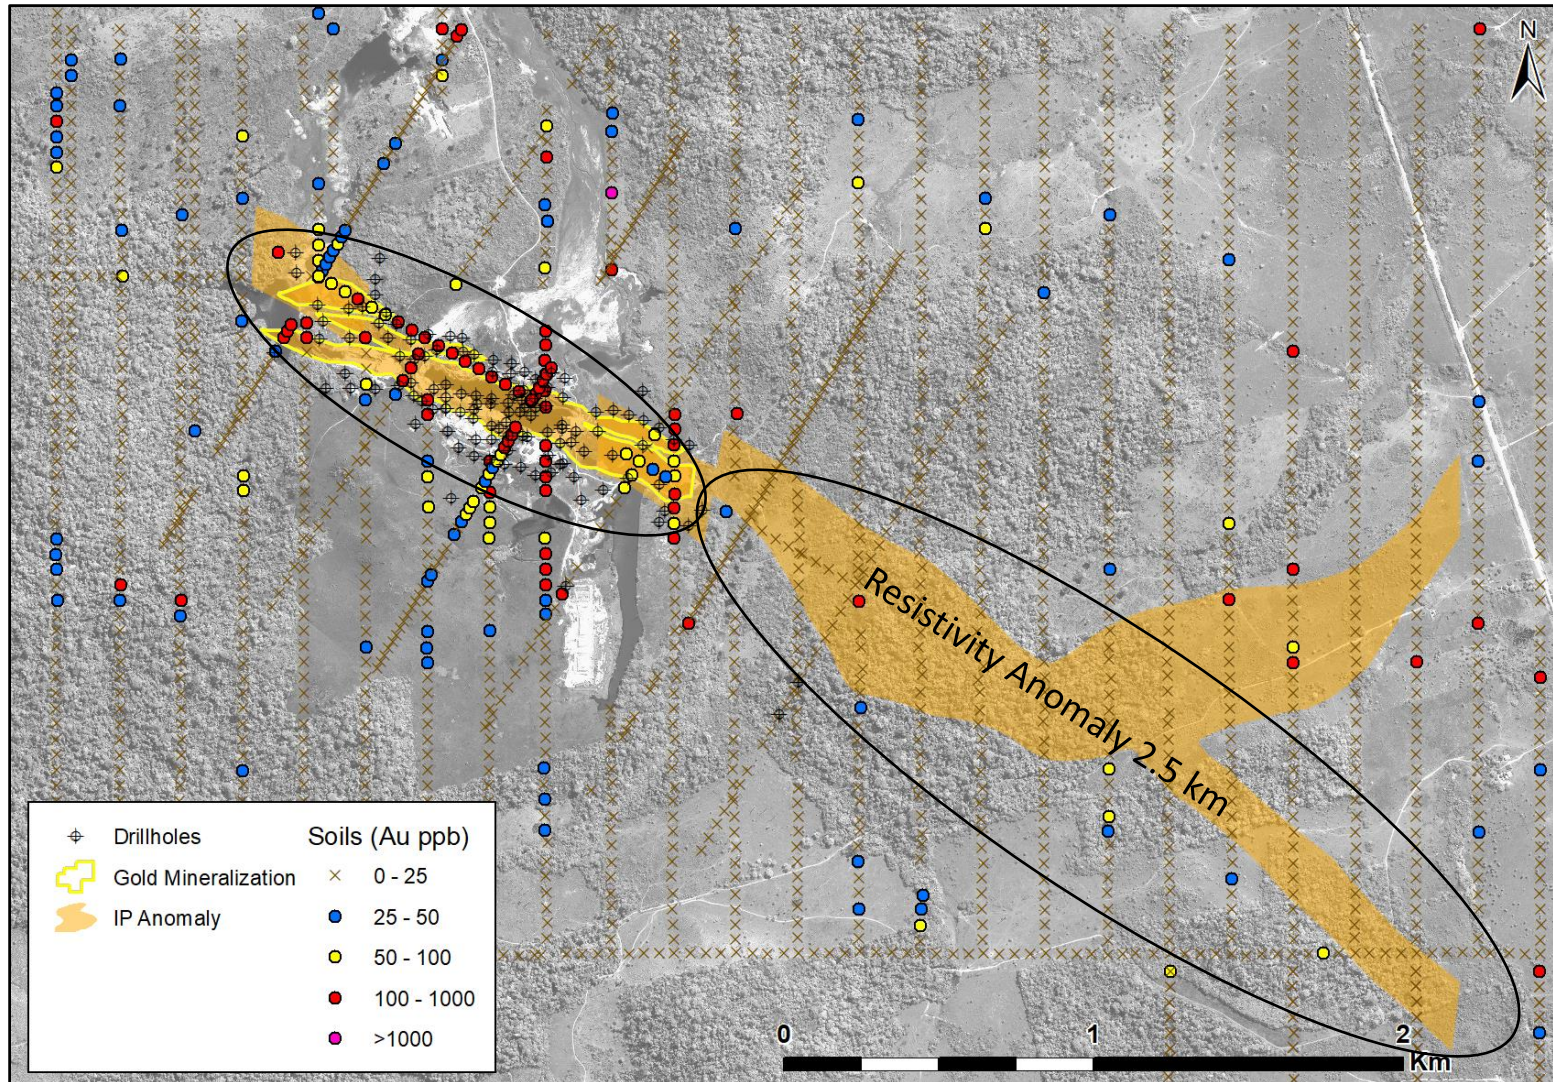 N
Resistivity Anomaly 2.5 km
Drillholes
Gold Mineralization
IP Anomaly
Soils (Au ppb)
0 - 25
25 - 50
50 - 100
100 - 1000
>1000
0 1 2
Km